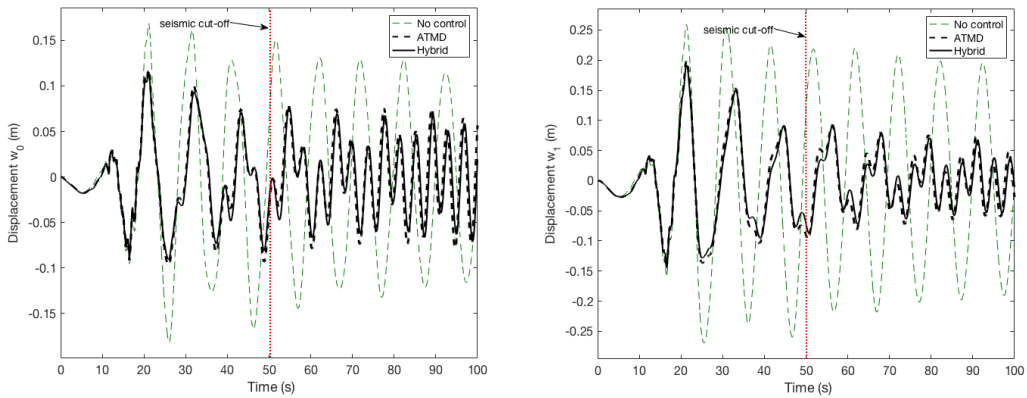 seismic cut-off
No control
ATMD
Hybrid
0.15
0.1
0.05
0
-0.05
-0.1
-0.15
Displacement w0 (m)
0 10 20 30 40 50 60 70 80 90 100
Time (s)
seismic cut-off
No control
ATMD
Hybrid
0.25
0.2
0.15
0.1
0.05
0
-0.05
-0.1
-0.15
-0.2
-0.25
Displacement w1 (m)
0 10 20 30 40 50 60 70 80 90 100
Time (s)